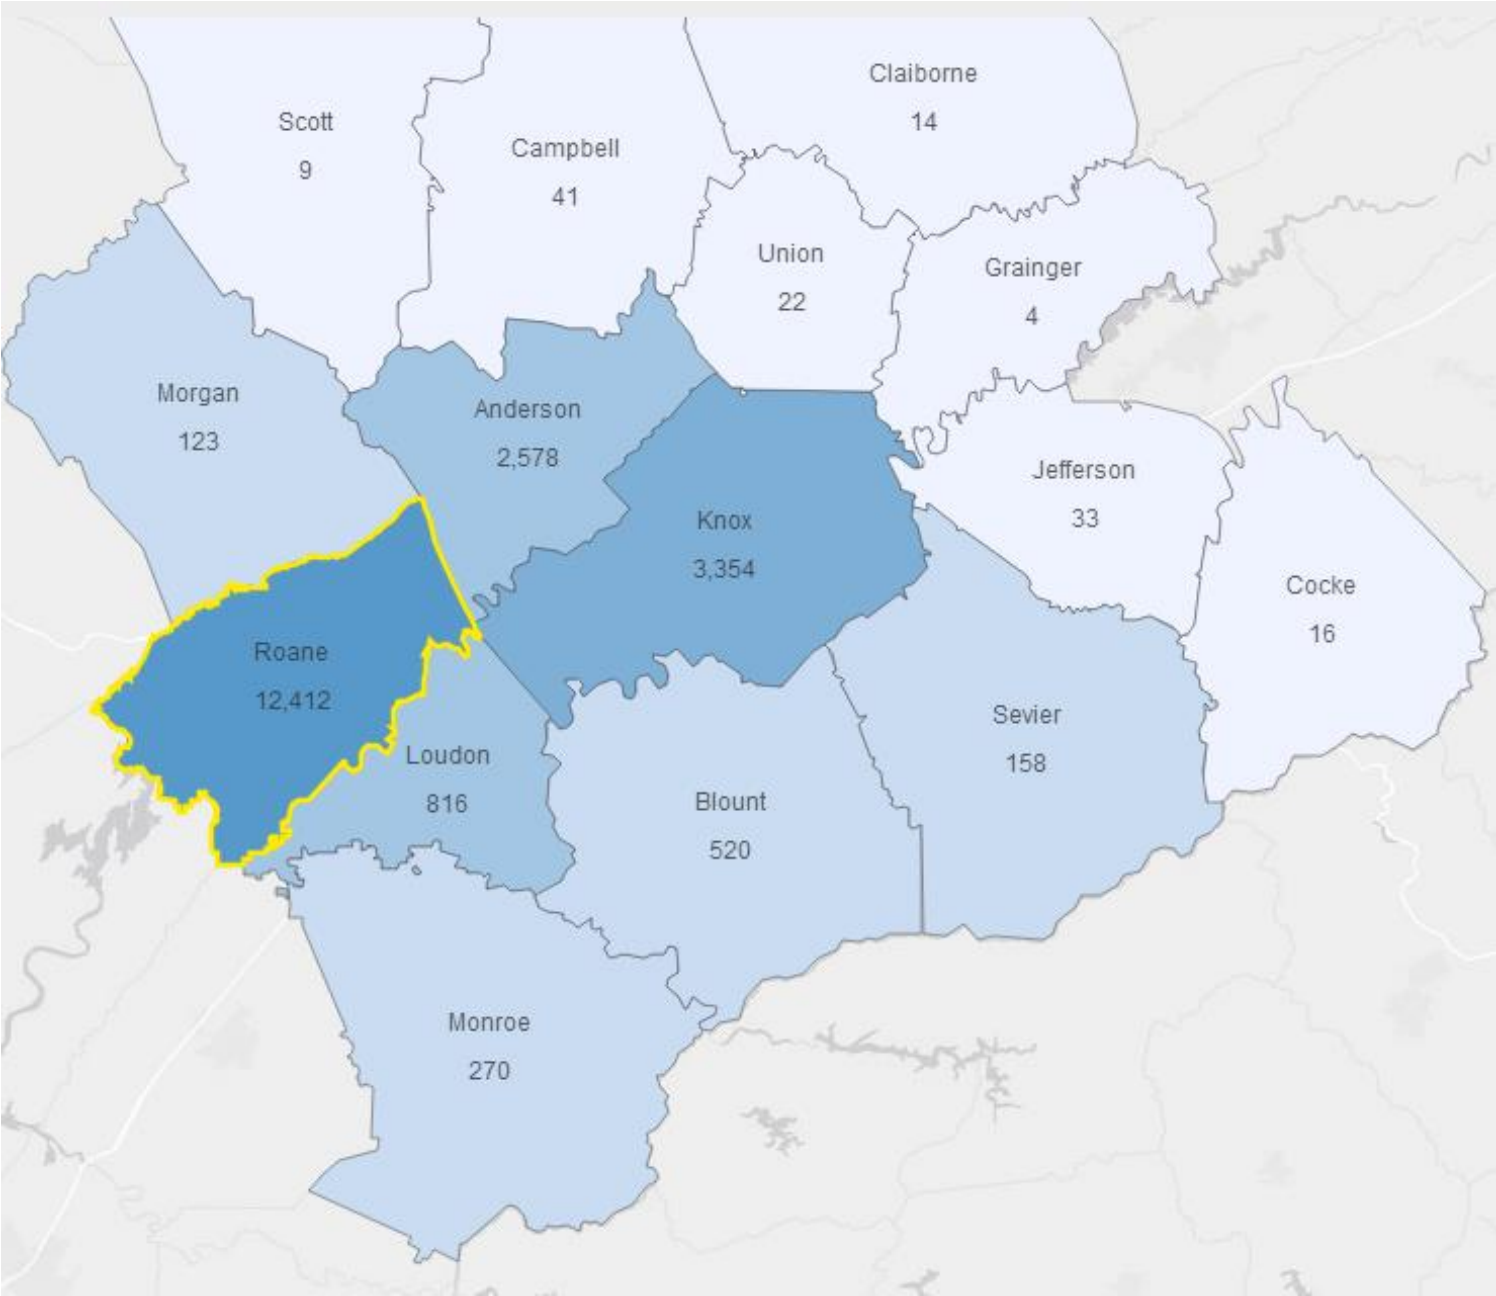 Claiborne
14
Scott
9
Campbell
41
Union
22
Grainger
4
Morgan
123
Anderson
2,578
Jefferson
33
Knox
3,354
Cocke
16
Roane
12,412
Sevier
158
Loudon
816
Blount
520
Monroe
270